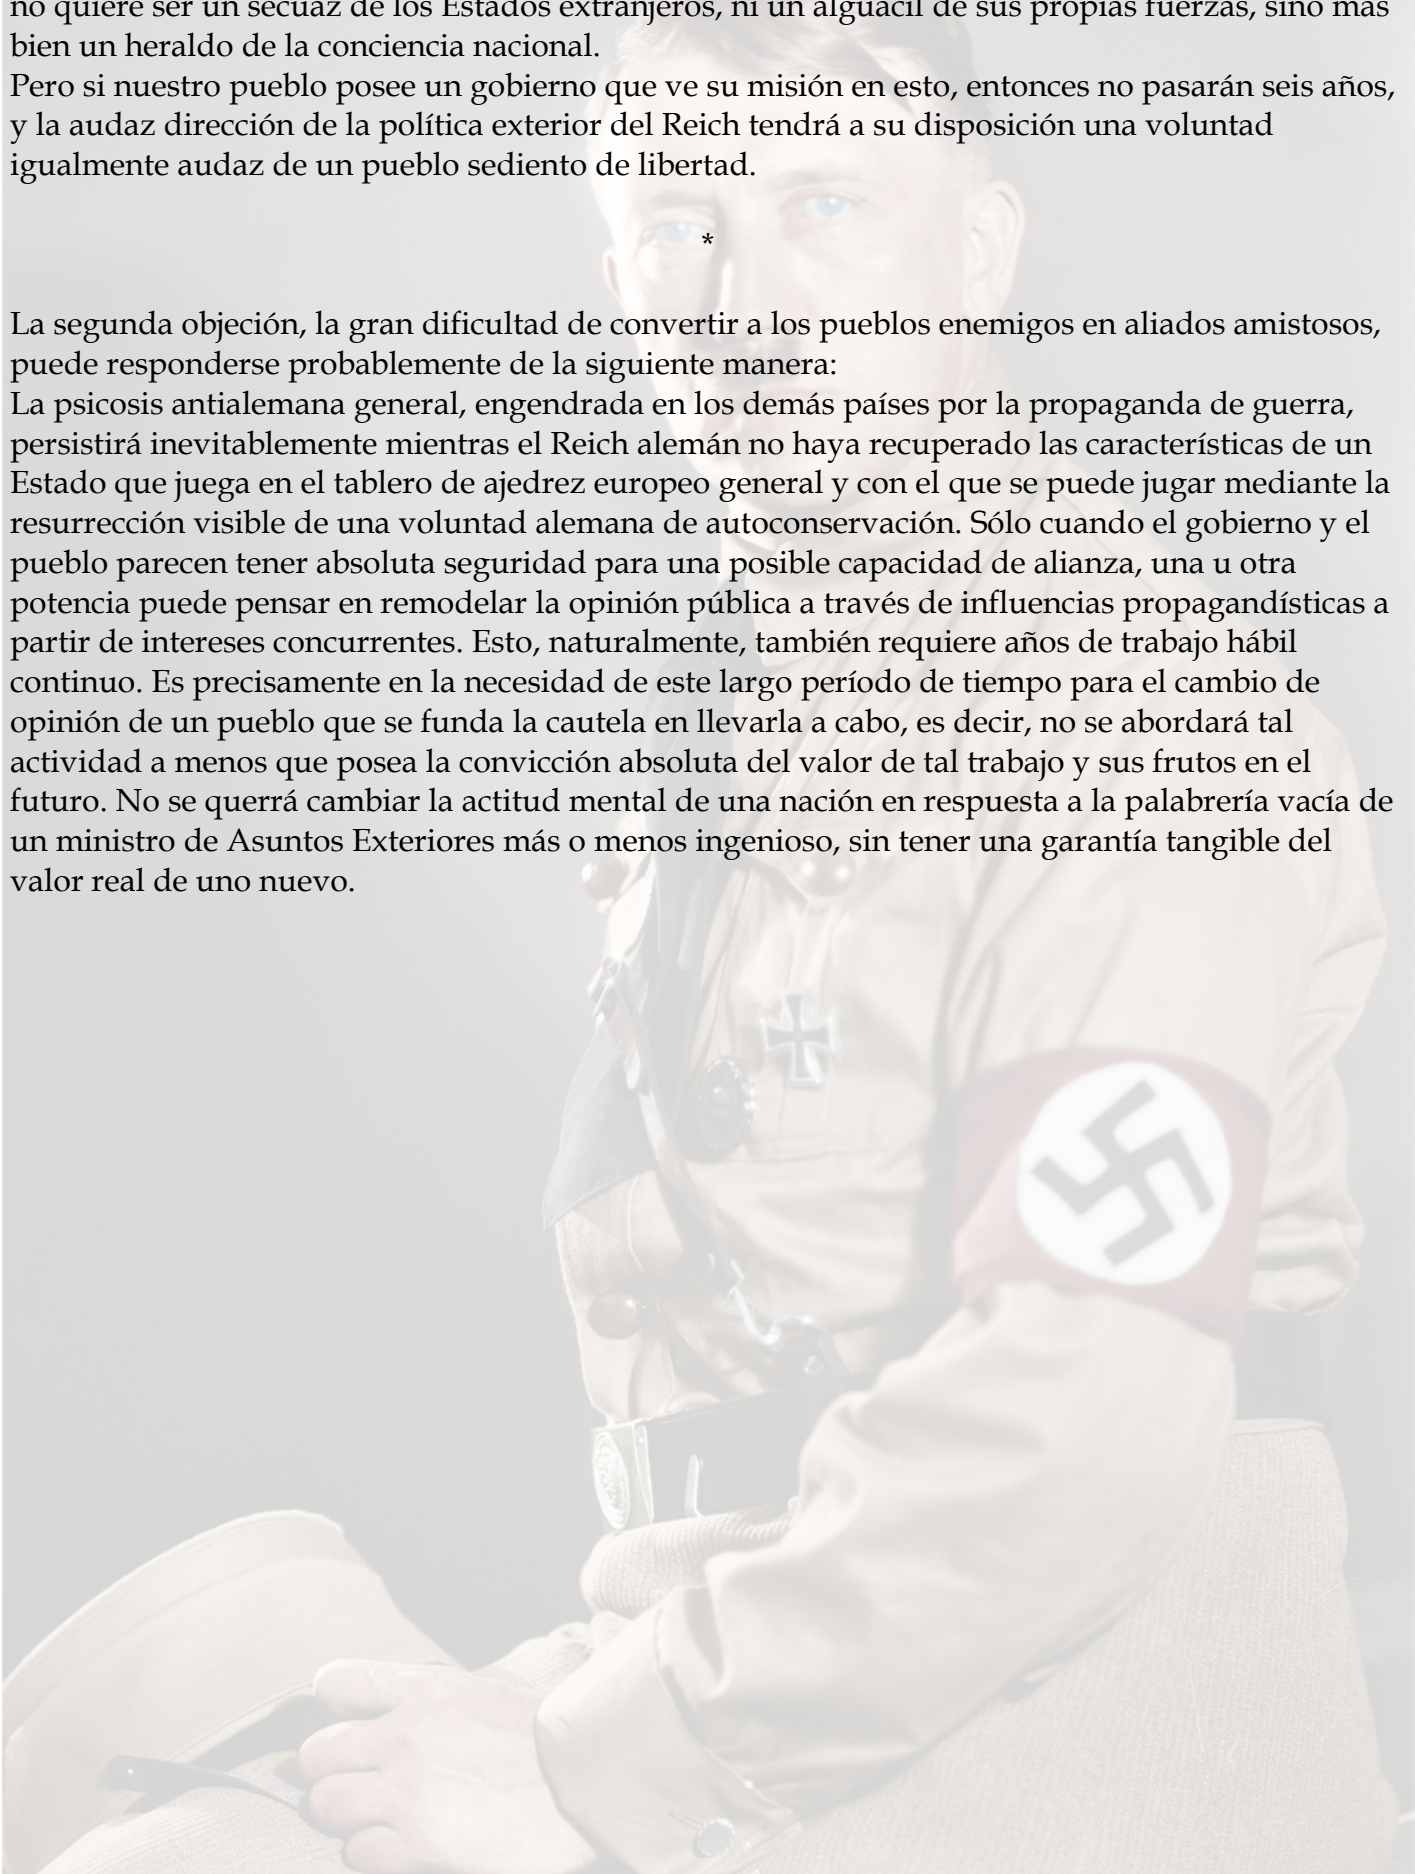 no quiere ser un secuaz de los Estados extranjeros, ni un alguacil de sus propias fuerzas, sino más
bien un heraldo de la conciencia nacional.
Pero si nuestro pueblo posee un gobierno que ve su misión en esto, entonces no pasarán seis años,
y la audaz dirección de la política exterior del Reich tendrá a su disposición una voluntad
igualmente audaz de un pueblo sediento de libertad.
*
La segunda objeción, la gran dificultad de convertir a los pueblos enemigos en aliados amistosos,
puede responderse probablemente de la siguiente manera:
La psicosis antialemana general, engendrada en los demás países por la propaganda de guerra,
persistirá inevitablemente mientras el Reich alemán no haya recuperado las características de un
Estado que juega en el tablero de ajedrez europeo general y con el que se puede jugar mediante la
resurrección visible de una voluntad alemana de autoconservación. Sólo cuando el gobierno y el
pueblo parecen tener absoluta seguridad para una posible capacidad de alianza, una u otra
potencia puede pensar en remodelar la opinión pública a través de influencias propagandísticas a
partir de intereses concurrentes. Esto, naturalmente, también requiere años de trabajo hábil
continuo. Es precisamente en la necesidad de este largo período de tiempo para el cambio de
opinión de un pueblo que se funda la cautela en llevarla a cabo, es decir, no se abordará tal
actividad a menos que posea la convicción absoluta del valor de tal trabajo y sus frutos en el
futuro. No se querrá cambiar la actitud mental de una nación en respuesta a la palabrería vacía de
un ministro de Asuntos Exteriores más o menos ingenioso, sin tener una garantía tangible del
valor real de uno nuevo.